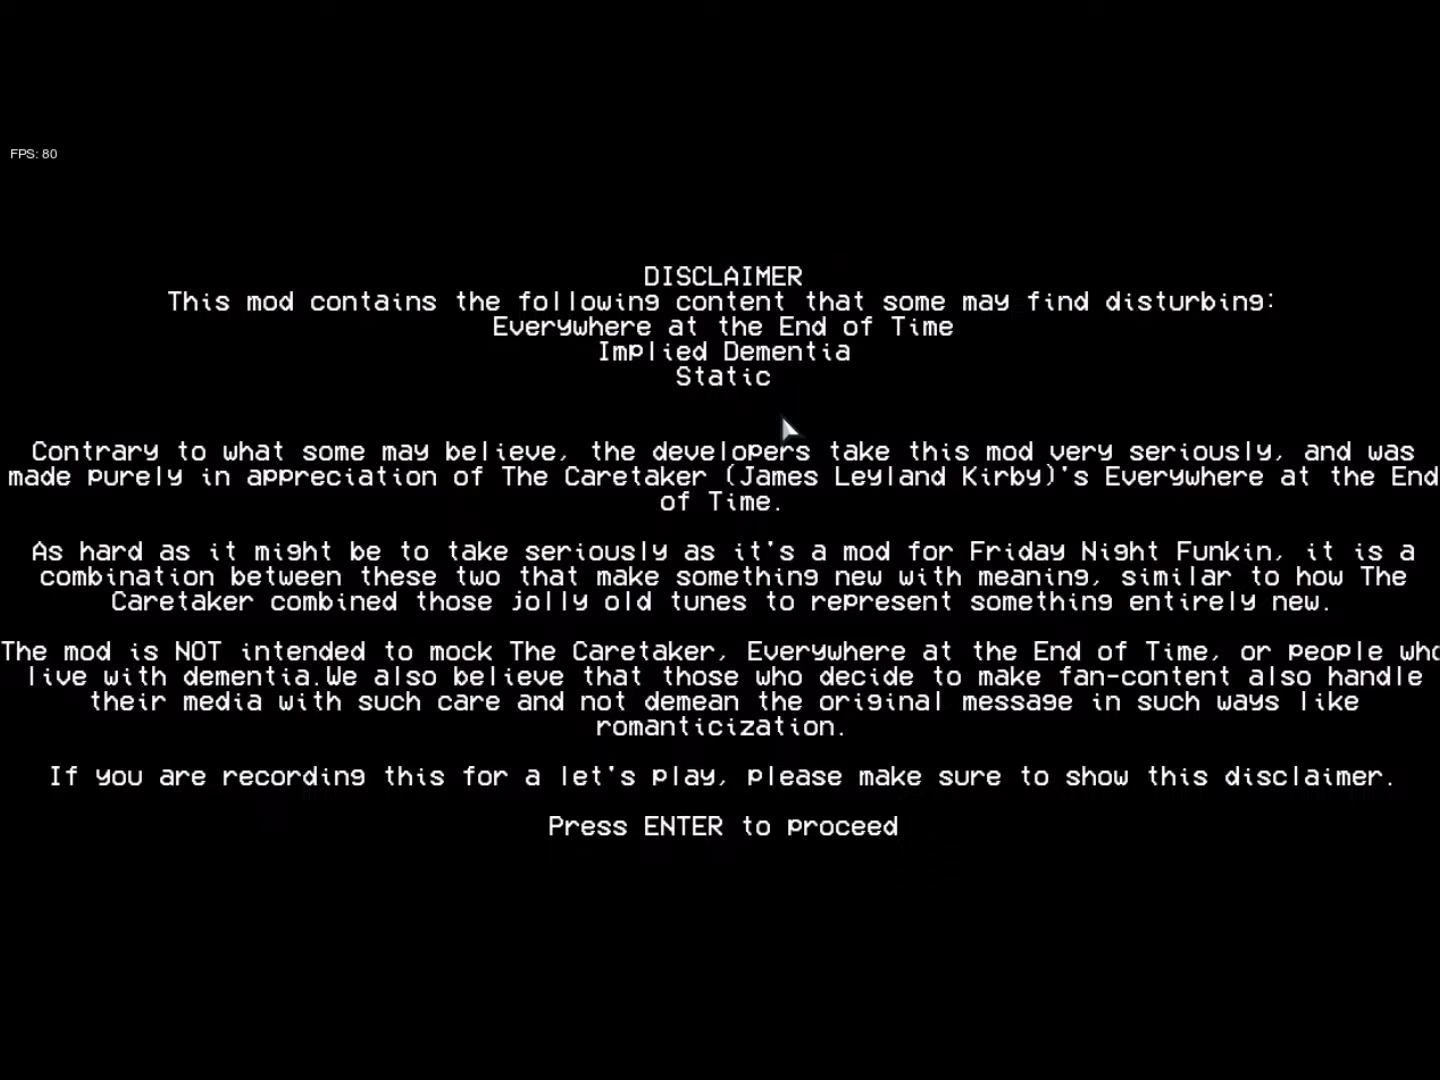 FPS: 80
DISCLAIMER
This mod contains the following content that some may find disturbing:
Everywhere at the End of Time
Implied Dementia
Static
Contrary to what some may believe, the developers take this mod very seriously, and was
made purely in appreciation of The Caretaker (James Leyland Kirby)'s Everywhere at the End
of Time.
As hard as it might be to take seriously as it's a mod for Friday Night Funkin, it is a
combination between these two that make something new with meaning, similar to how The
Caretaker combined those jolly old tunes to represent something entirely new.
The mod is NOT intended to mock The Caretaker, Everywhere at the End of Time, or people who
live with dementia.We also believe that those who decide to make fan-content also handle
their media with such care and not demean the original message in such ways like
romanticization.
If you are recording this for a let's play, please make sure to show this disclaimer.
Press ENTER to proceed